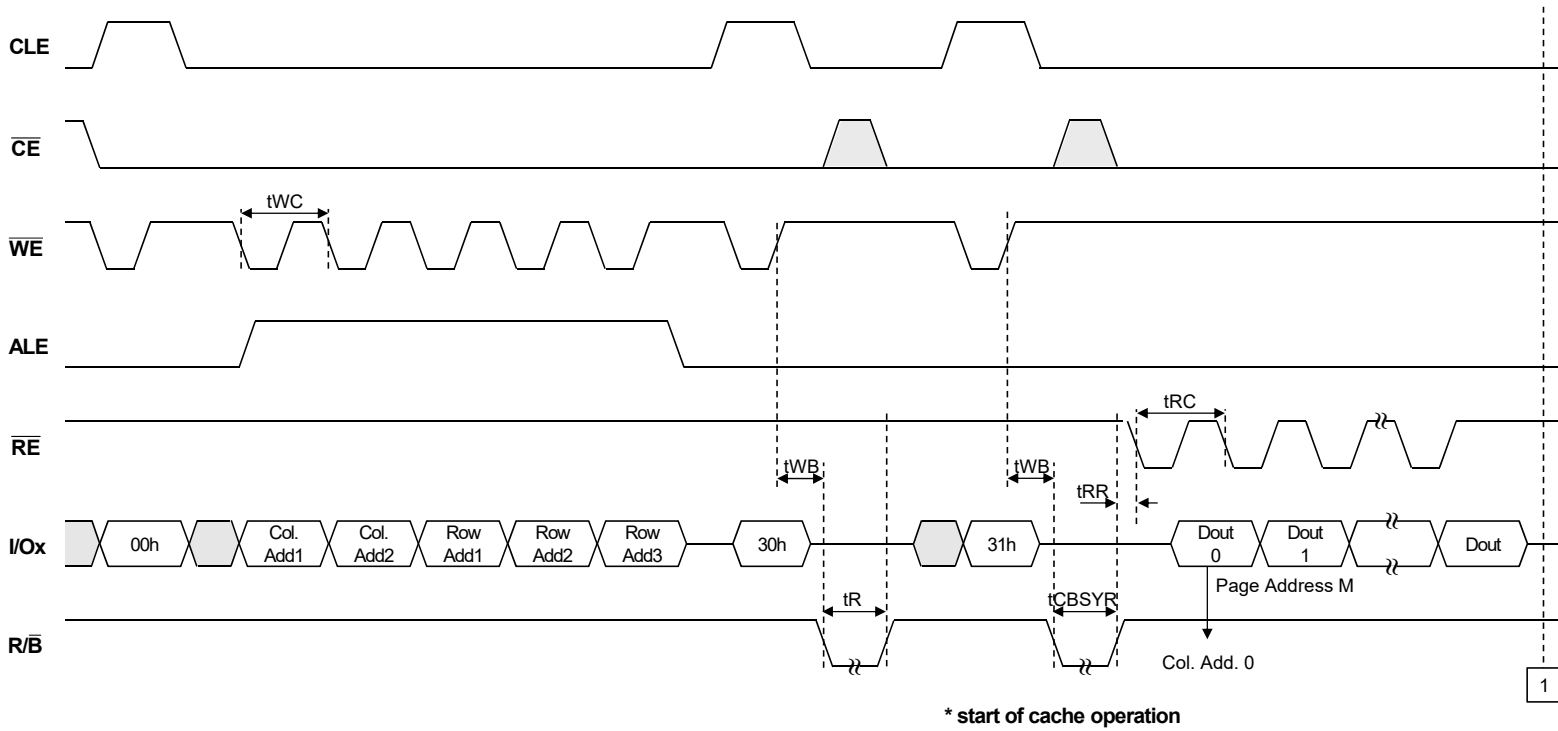 CLE
CE
tWC
WE
ALE
tRC
RE
tWB
tWB
tRR
I/Ox
00h
Col.
Add1
Col.
Add2
Row
Add1
Row
Add2
Row
Add3
30h
31h
Dout
0
Dout
1
Dout
Page Address M
tR
tCBSYR
R/B
Col. Add. 0
1
* start of cache operation